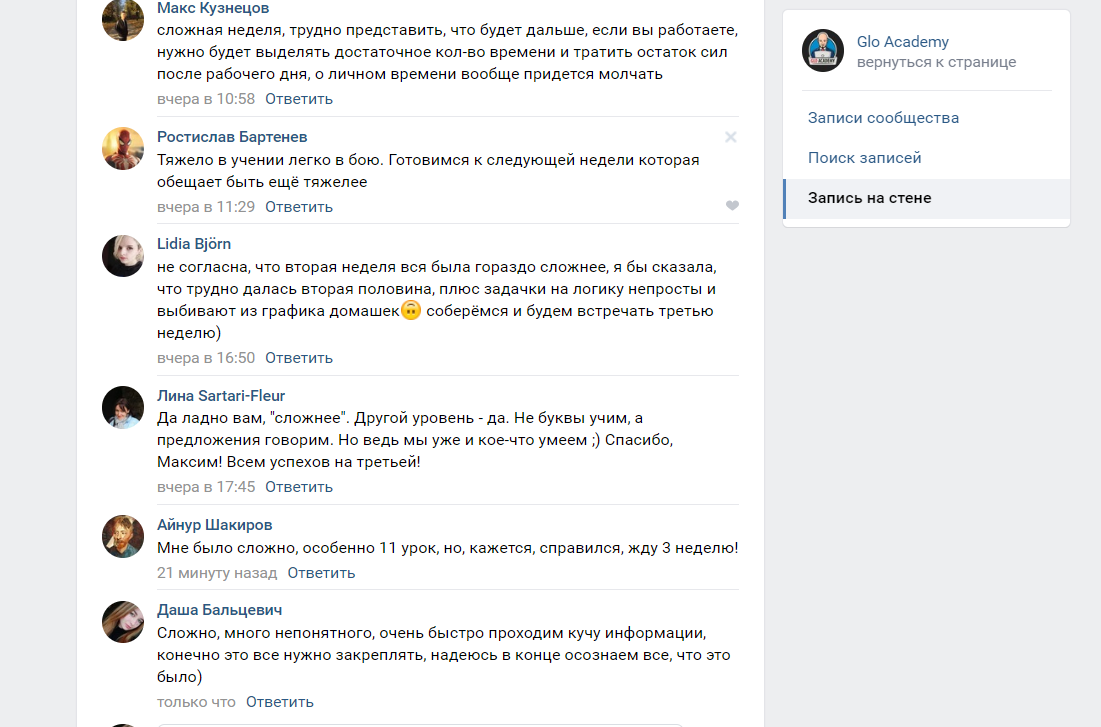 Макс Кузнецов
сложная неделя, трудно представить, что будет дальше, если вы работаете,
нужно будет выделять достаточное кол-во времени и тратить остаток сил
после рабочего дня, о личном времени вообще придется молчать
вчера в 10:58 Ответить
Ростислав Бартенев
Тяжело в учении легко в бою. Готовимся к следующей недели которая
обещает быть ещё тяжелее
вчера в 11:29 Ответить
Lidia Björn
не согласна, что вторая неделя вся была гораздо сложнее, я бы сказала,
что трудно далась вторая половина, плюс задачки на логику непросты и
выбивают из графика домашек🙃 соберёмся и будем встречать третью
неделю)
вчера в 16:50 Ответить
Лина Sartari-Fleur
Да ладно вам, "сложнее". Другой уровень - да. Не буквы учим, а
предложения говорим. Но ведь мы уже и кое-что умеем ;) Спасибо,
Максим! Всем успехов на третьей!
вчера в 17:45 Ответить
Айнур Шакиров
Мне было сложно, особенно 11 урок, но, кажется, справился, жду 3 неделю!
21 минуту назад Ответить
Даша Бальцевич
Сложно, много непонятного, очень быстро проходим кучу информации,
конечно это все нужно закреплять, надеюсь в конце осознаем все, что это
было)
только что Ответить
Glo Academy
вернуться к странице
Записи сообщества
Поиск записей
Запись на стене